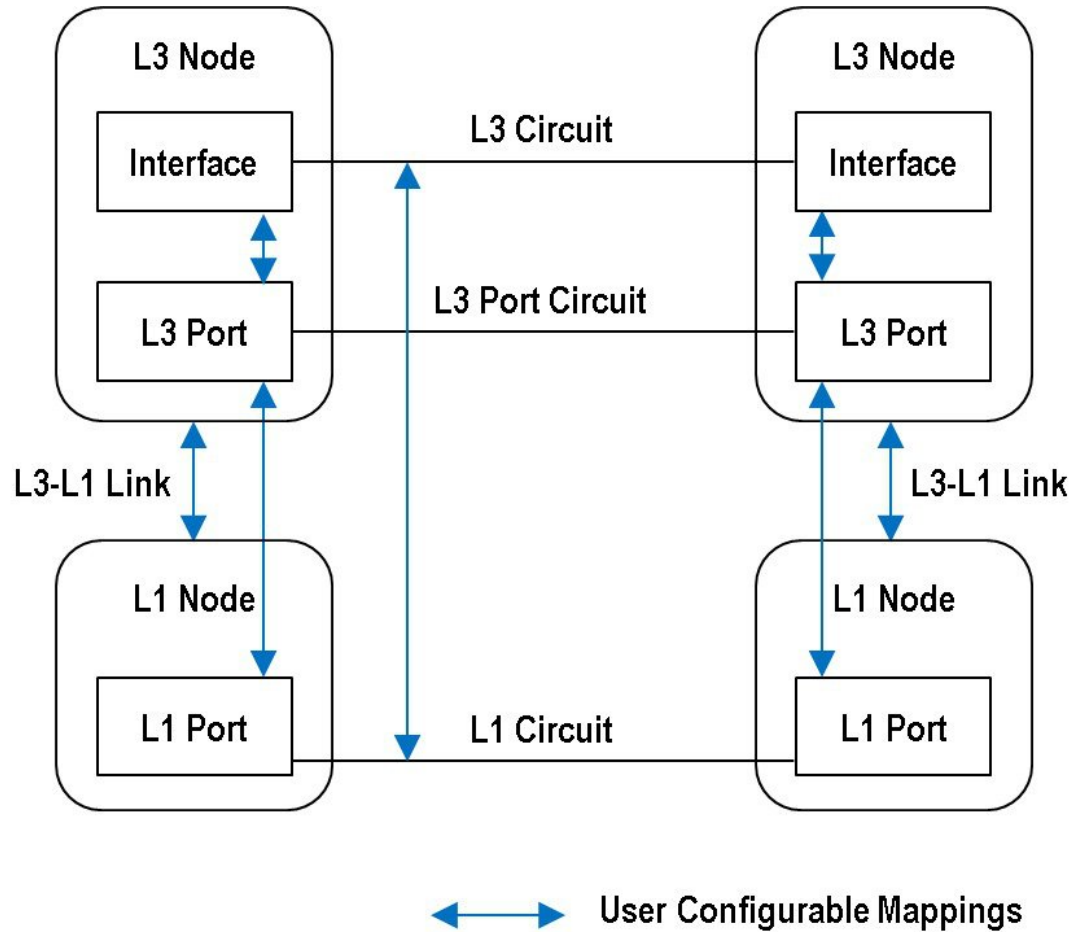 L3 Node
L3 Node
L3 Circuit
Interface
Interface
L3 Port Circuit
L3 Port
L3 Port
L3-L1 Link
L3-L1 Link
L1 Node
L1 Node
L1 Circuit
L1 Port
L1 Port
User Configurable Mappings